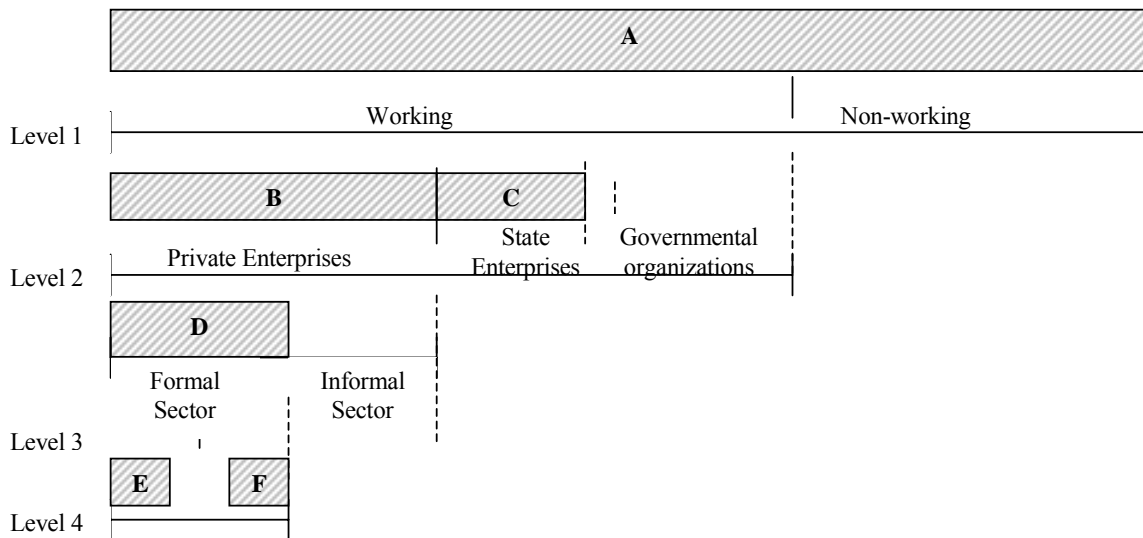 A
Working
Non-working
Level 1
B
C
Private Enterprises
State
Enterprises
Governmental
organizations
Level 2
D
Formal
Sector
Informal
Sector
Level 3
E
F
Level 4